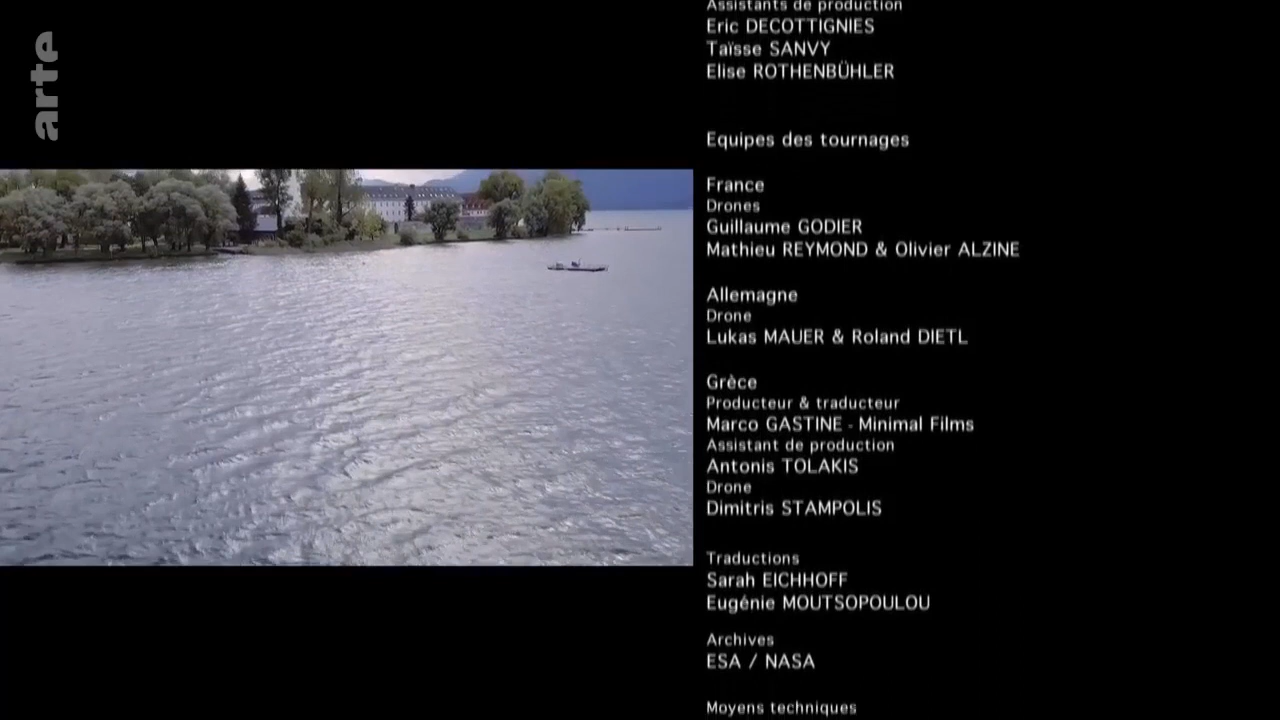 arte
Assistants de production
Eric DECOTTIGNIES
Taïsse SANVY
Elise ROTHENBÜHLER
Equipes des tournages
France
Drones
Guillaume GODIER
Mathieu REYMOND & Olivier ALZINE
Allemagne
Drone
Lukas MAUER & Roland DIETL
Grèce
Producteur & traducteur
Marco GASTINE - Minimal Films
Assistant de production
Antonis TOLAKIS
Drone
Dimitris STAMPOLIS
Traductions
Sarah EICHHOFF
Eugénie MOUTSOPOULOU
Archives
ESA / NASA
Moyens techniques